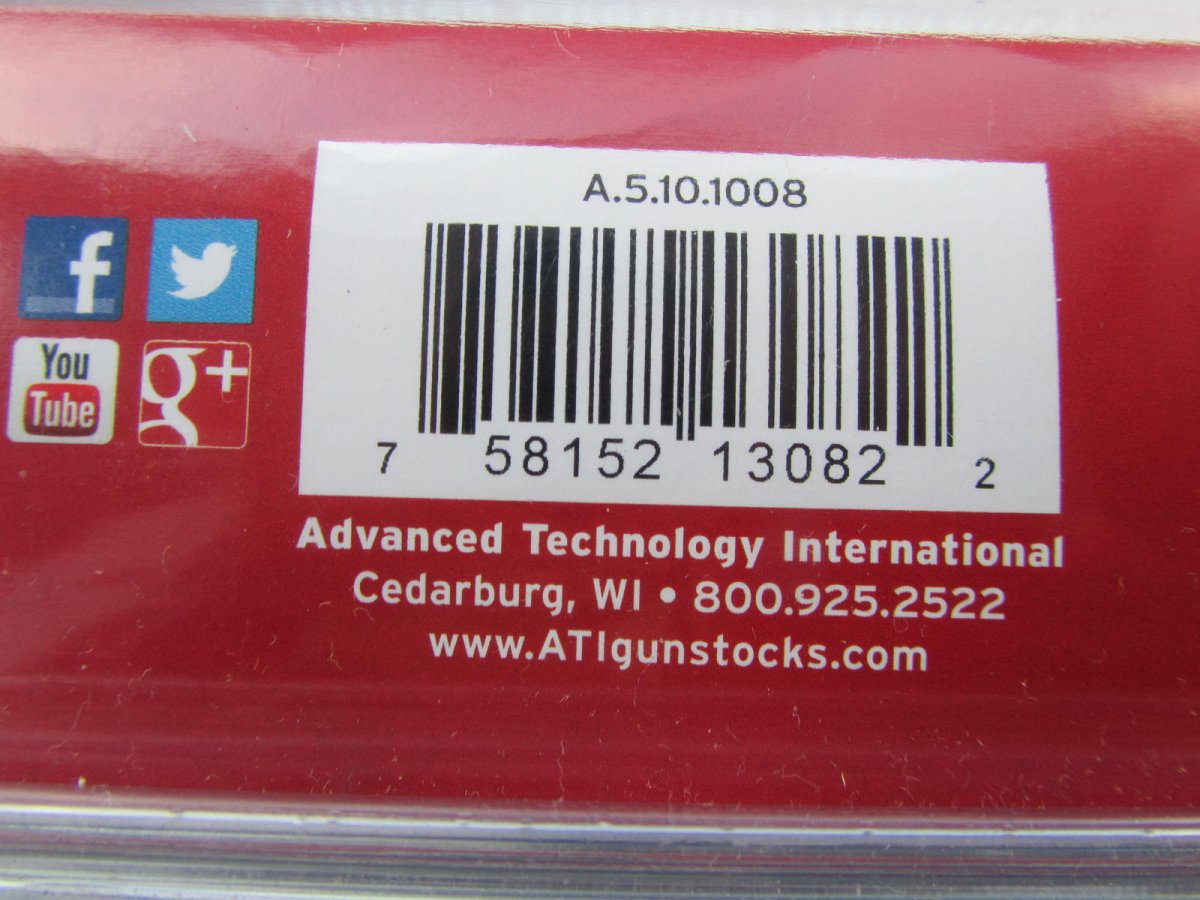 A.5.10.1008
f
You
Tube
g+
7 58152 13082 2
Advanced Technology International
Cedarburg, WI • 800.925.2522
www.ATIgunstocks.com